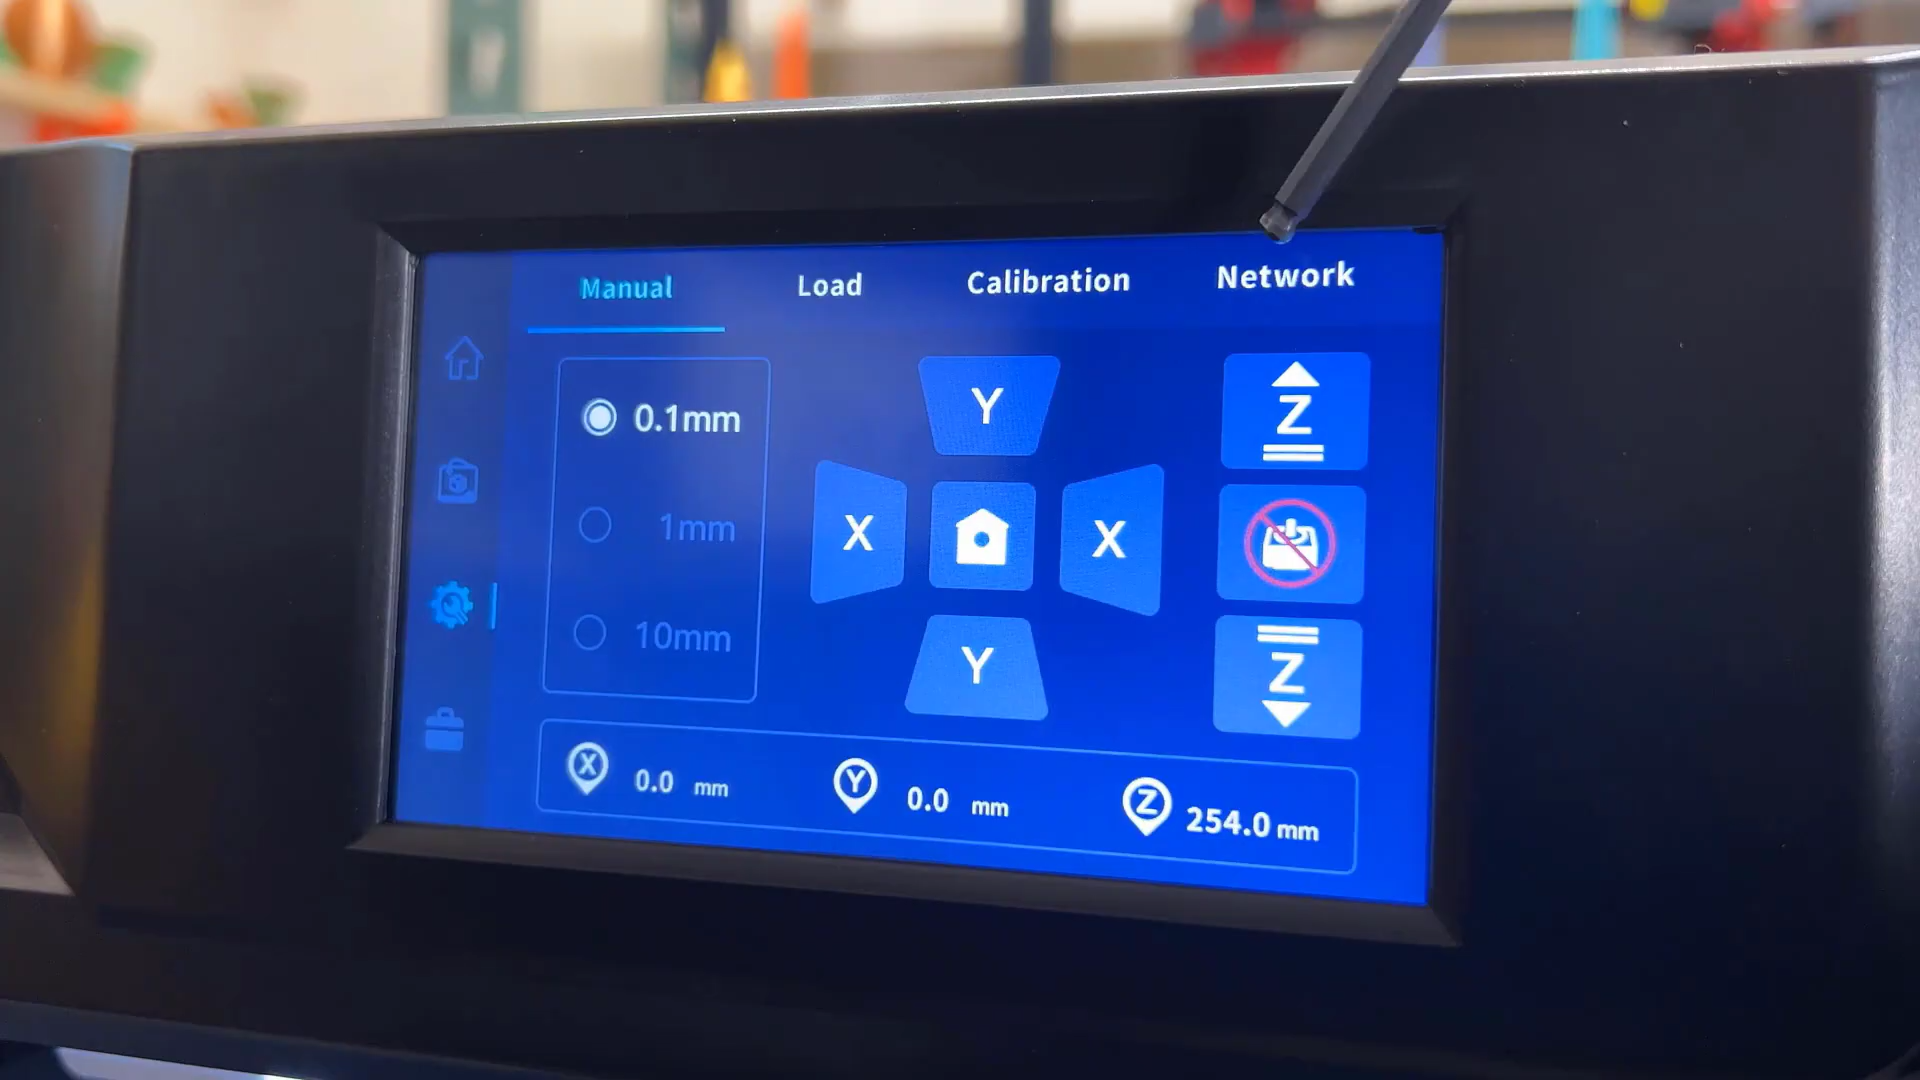 Manual Load Calibration Network
0.1mm
1mm
10mm
Y
X X
Y
Z
Z
X 0.0 mm Y 0.0 mm Z 254.0 mm